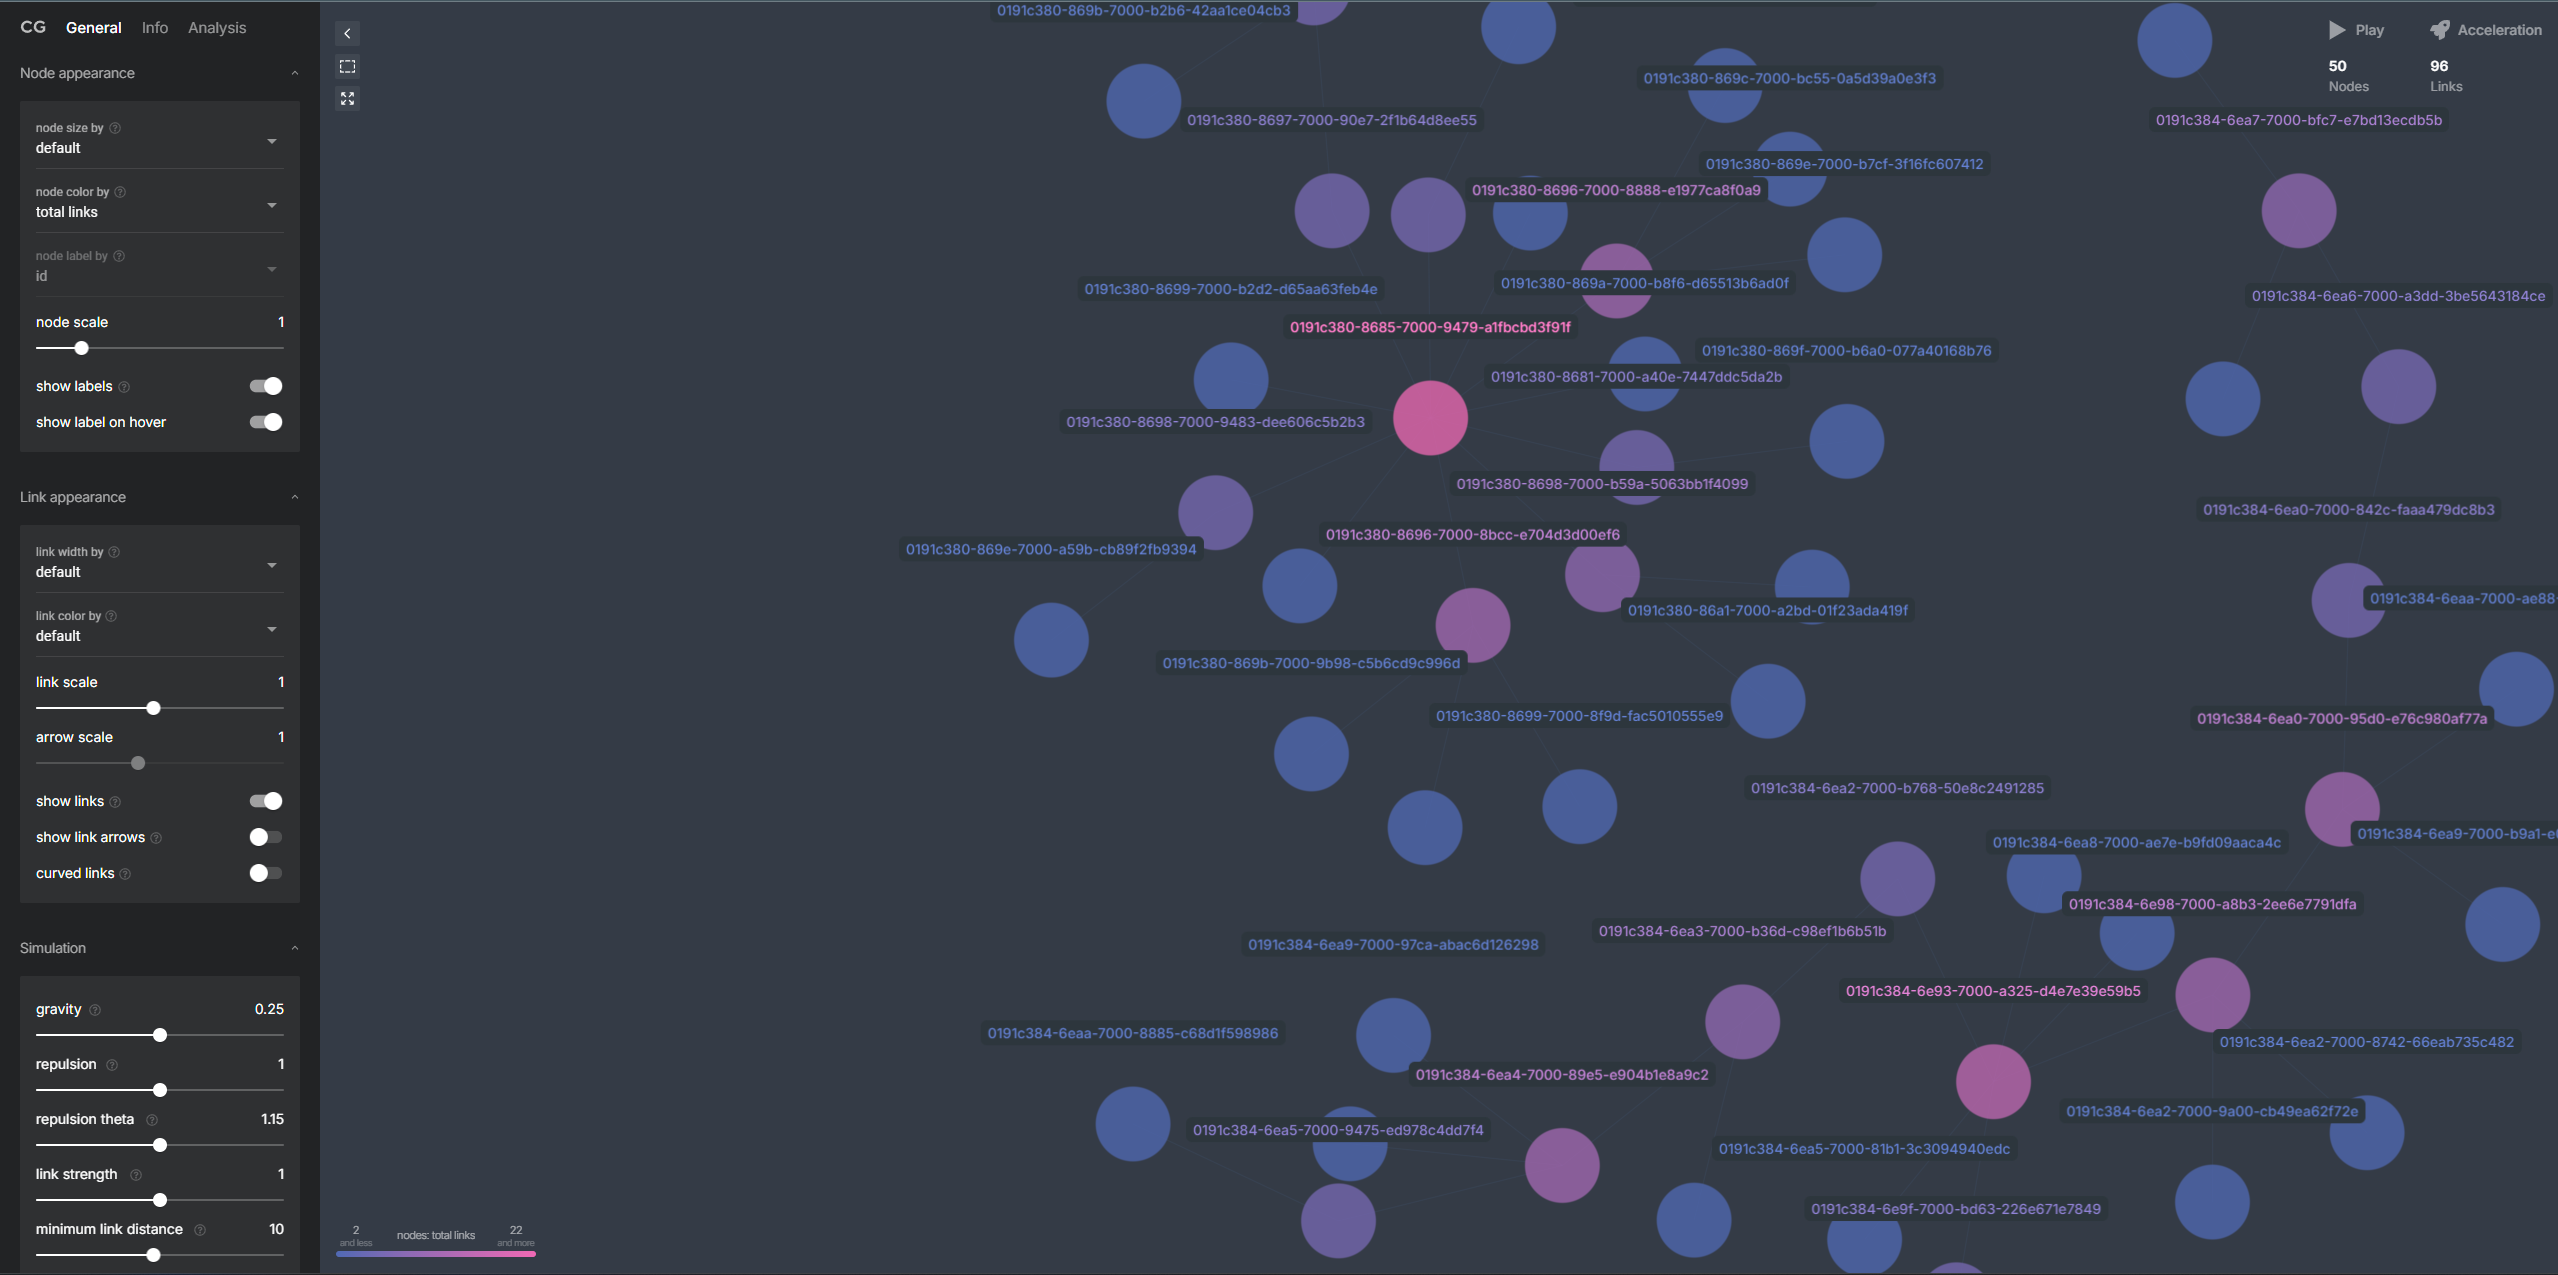 CG General Info Analysis
Node appearance
node size by
default
node color by
total links
node label by
id
node scale 1
show labels
show label on hover
Link appearance
link width by
default
link color by
default
link scale 1
arrow scale 1
show links
show link arrows
curved links
Simulation
gravity 0.25
repulsion 1
repulsion theta 1.15
link strength 1
minimum link distance 10
Play Acceleration
50 96
Nodes Links
0191c380-869b-7000-b2b6-42aa1ce04cb3
0191c380-869c-7000-bc55-0a5d39a0e3f3
0191c380-8697-7000-90e7-2f1b64d8ee55
0191c384-6ea7-7000-bfc7-e7bd13ecdb5b
0191c380-869e-7000-b7cf-3f16fc607412
0191c380-8696-7000-8888-e1977ca8f0a9
0191c380-869a-7000-b8f6-d65513b6ad0f
0191c380-8699-7000-b2d2-d65aa63feb4e
0191c384-6ea6-7000-a3dd-3be5643184ce
0191c380-8685-7000-9479-a1fbcbd3f91f
0191c380-869f-7000-b6a0-077a40168b76
0191c380-8681-7000-a40e-7447ddc5da2b
0191c380-8698-7000-9483-dee606c5b2b3
0191c380-8698-7000-b59a-5063bb1f4099
0191c384-6ea0-7000-842c-faaa479dc8b3
0191c380-8696-7000-8bcc-e704d3d00ef6
0191c380-869e-7000-a59b-cb89f2fb9394
0191c384-6eaa-7000-ae88-
0191c380-86a1-7000-a2bd-01f23ada419f
0191c380-869b-7000-9b98-c5b6cd9c996d
0191c380-8699-7000-8f9d-fac5010555e9
0191c384-6ea0-7000-95d0-e76c980af77a
0191c384-6ea2-7000-b768-50e8c2491285
0191c384-6ea9-7000-b9a1-e
0191c384-6ea8-7000-ae7e-b9fd09aaca4c
0191c384-6e98-7000-a8b3-2ee6e7791dfa
0191c384-6ea3-7000-b36d-c98ef1b6b51b
0191c384-6ea9-7000-97ca-abac6d126298
0191c384-6e93-7000-a325-d4e7e39e59b5
0191c384-6eaa-7000-8885-c68d1f598986
0191c384-6ea2-7000-8742-66eab735c482
0191c384-6ea4-7000-89e5-e904b1e8a9c2
0191c384-6ea2-7000-9a00-cb49ea62f72e
0191c384-6ea5-7000-9475-ed978c4dd7f4
0191c384-6ea5-7000-81b1-3c3094940edc
0191c384-6e9f-7000-bd63-226e671e7849
2 nodes: total links 22
and less and more